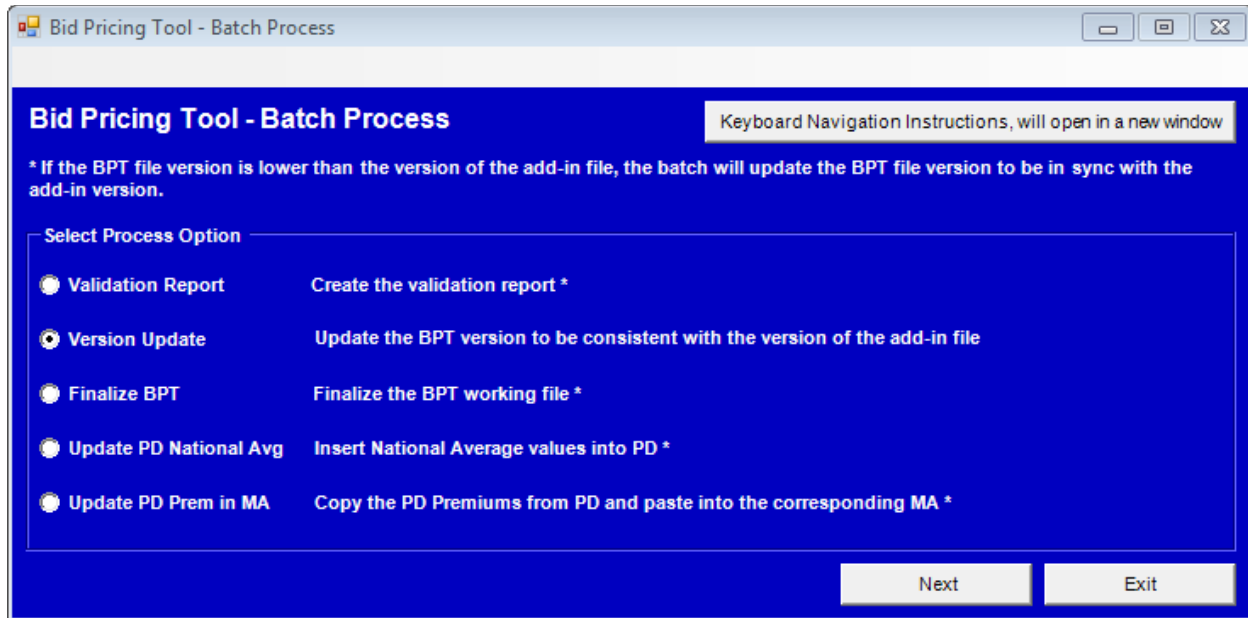 Bid Pricing Tool - Batch Process
Bid Pricing Tool - Batch Process
Keyboard Navigation Instructions, will open in a new window
* If the BPT file version is lower than the version of the add-in file, the batch will update the BPT file version to be in sync with the
add-in version.
Select Process Option
Validation Report Create the validation report *
Version Update Update the BPT version to be consistent with the version of the add-in file
Finalize BPT Finalize the BPT working file *
Update PD National Avg Insert National Average values into PD *
Update PD Prem in MA Copy the PD Premiums from PD and paste into the corresponding MA *
Next Exit